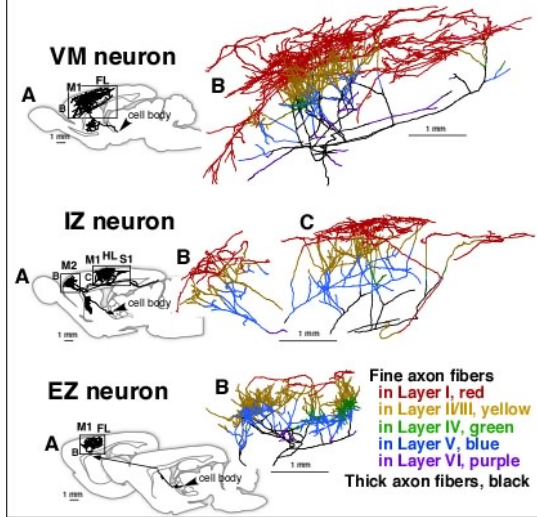 VM neuron
M1 FL
A
B
B
cell body
1 mm
1 mm
IZ neuron
C
M1 HL S1
M2
B
A
B
C
cell body
1 mm
1 mm
EZ neuron
B
M1 FL
A
B
cell body
1 mm
1 mm
Fine axon fibers
in Layer I, red
in Layer II/III, yellow
in Layer IV, green
in Layer V, blue
in Layer VI, purple
Thick axon fibers, black